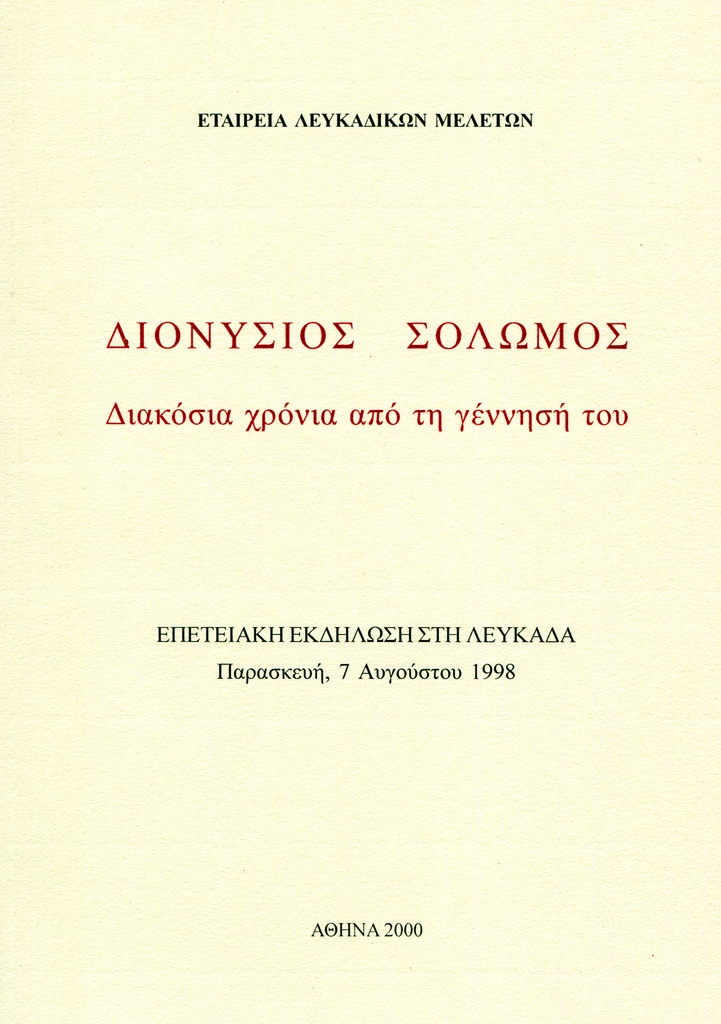 ΕΤΑΙΡΕΙΑ ΛΕΥΚΑΔΙΚΩΝ ΜΕΛΕΤΩΝ
ΔΙΟΝΥΣΙΟΣ ΣΟΛΩΜΟΣ
Διακόσια χρόνια από τη γέννησή του
ΕΠΕΤΕΙΑΚΗ ΕΚΔΗΛΩΣΗ ΣΤΗ ΛΕΥΚΑΔΑ
Παρασκευή, 7 Αυγούστου 1998
ΑΘΗΝΑ 2000